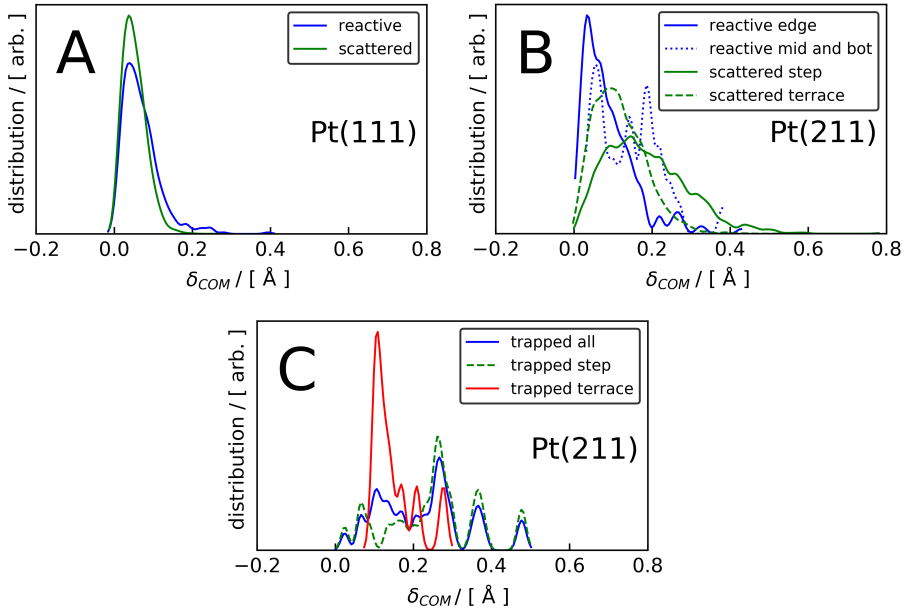 A
reactive
scattered
Pt(111)
distribution / [ arb. ]
−0.2 0.0 0.2 0.4 0.6 0.8
δCOM / [ Å ]
B
reactive edge
reactive mid and bot
scattered step
scattered terrace
Pt(211)
distribution / [ arb. ]
−0.2 0.0 0.2 0.4 0.6 0.8
δCOM / [ Å ]
C
trapped all
trapped step
trapped terrace
Pt(211)
distribution / [ arb. ]
−0.2 0.0 0.2 0.4 0.6 0.8
δCOM / [ Å ]